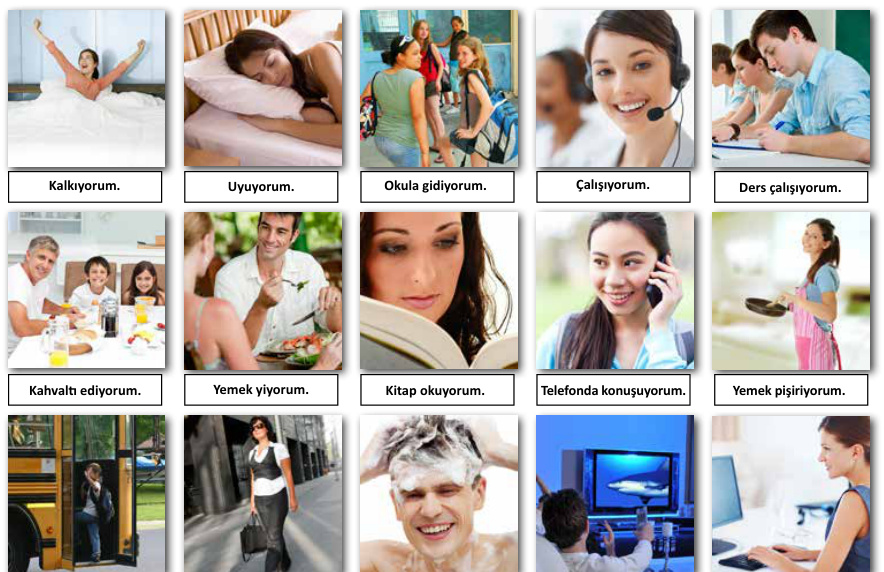 Kalkıyorum.
Uyuyorum.
Okula gidiyorum.
Çalışıyorum.
Ders çalışıyorum.
Kahvaltı ediyorum.
Yemek yiyorum.
Kitap okuyorum.
Telefonda konuşuyorum.
Yemek pişiriyorum.